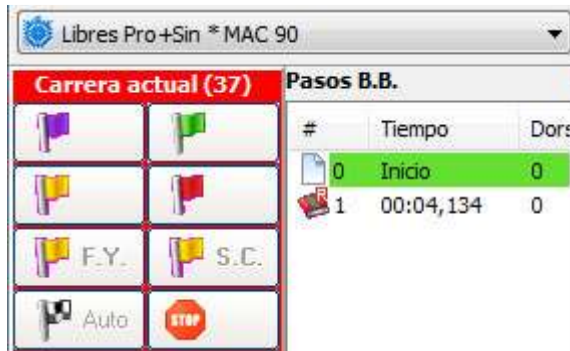 Libres Pro+Sin * MAC 90
Carrera actual (37)
Pasos B.B.
# Tiempo Dors
0 Inicio 0
1 00:04,134 0
F.Y. S.C.
Auto STOP